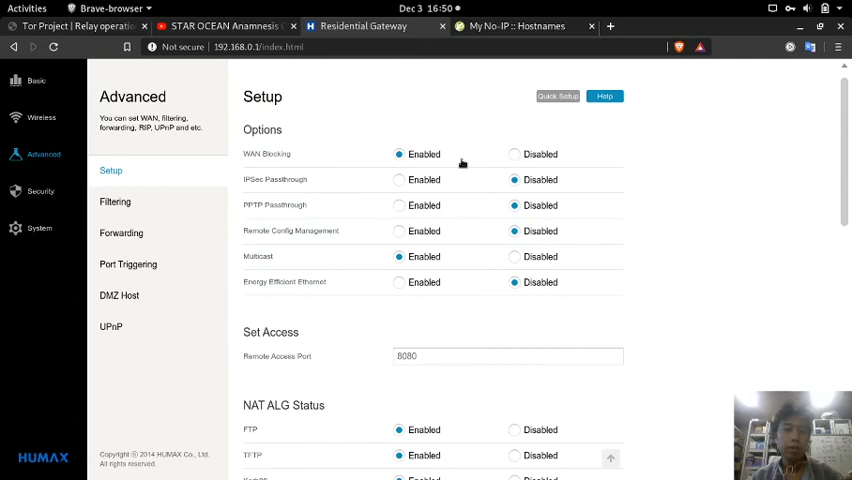 Activities
Brave-browser
Dec 3 16:50
Tor Project | Relay operatio
STAR OCEAN Anamnesis C
Residential Gateway
My No-IP :: Hostnames
Not secure 192.168.0.1/index.html
Basic
Wireless
Advanced
Security
System
HUMAX
Advanced
You can set WAN, filtering,
forwarding, RIP, UPnP and etc.
Setup
Filtering
Forwarding
Port Triggering
DMZ Host
UPnP
Copyright ⓒ 2014 HUMAX Co., Ltd.
All rights reserved.
Setup
Quick Setup Help
Options
WAN Blocking Enabled Disabled
IPSec Passthrough Enabled Disabled
PPTP Passthrough Enabled Disabled
Remote Config Management Enabled Disabled
Multicast Enabled Disabled
Energy Efficient Ethernet Enabled Disabled
Set Access
Remote Access Port 8080
NAT ALG Status
FTP Enabled Disabled
TFTP Enabled Disabled
Enabled Disabled